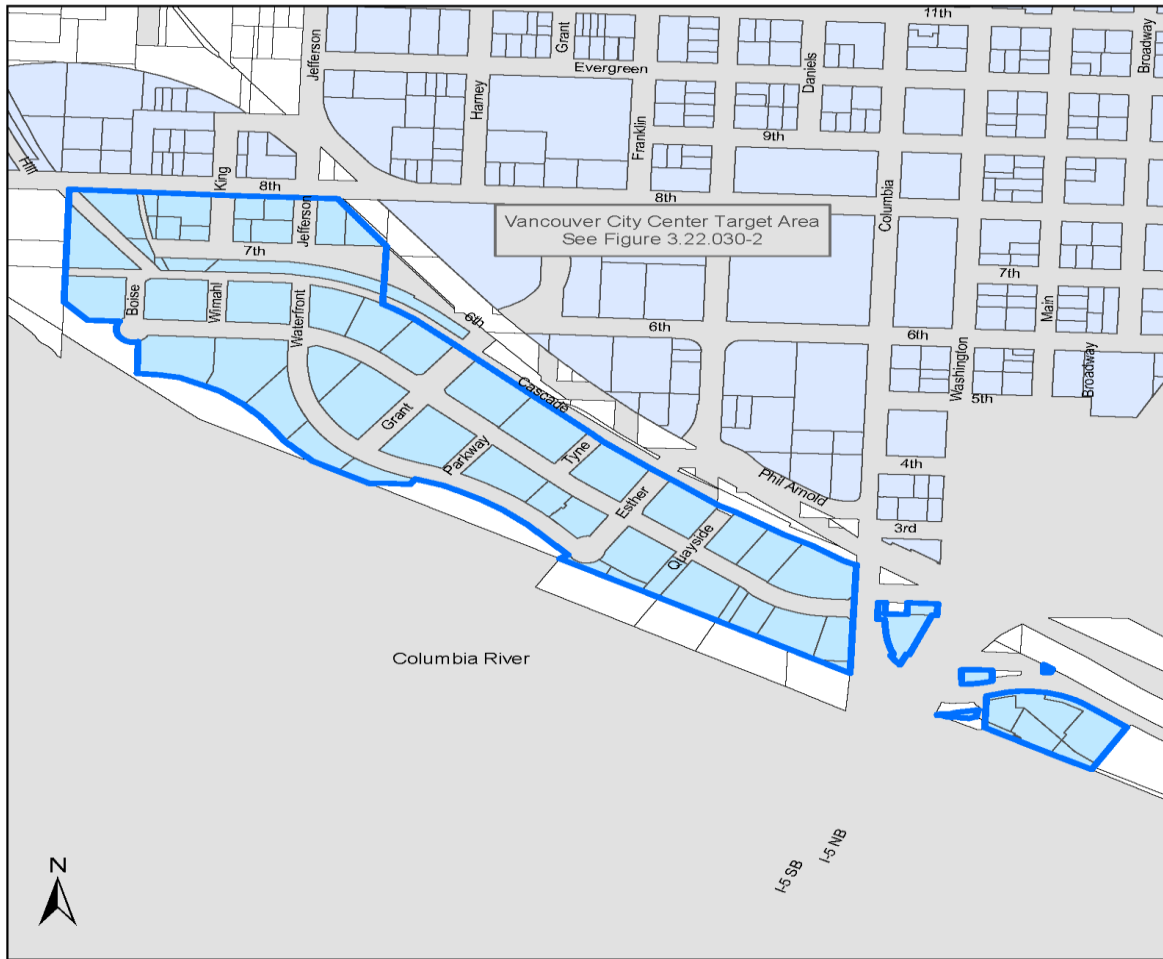 11th
Grant
Jefferson
Broadway
Evergreen
Daniels
Harney
Franklin
9th
Hill
King
8th
8th
Columbia
Vancouver City Center Target Area
See Figure 3.22.030-2
Jefferson
7th
7th
Boise
Wimahl
Waterfront
6th
6th
6th
Main
Washington
Broadway
Cascade
5th
Grant
Parkway
Tyne
4th
Phil Arnold
Esther
3rd
Quayside
Columbia River
I-5 NB
I-5 SB
N